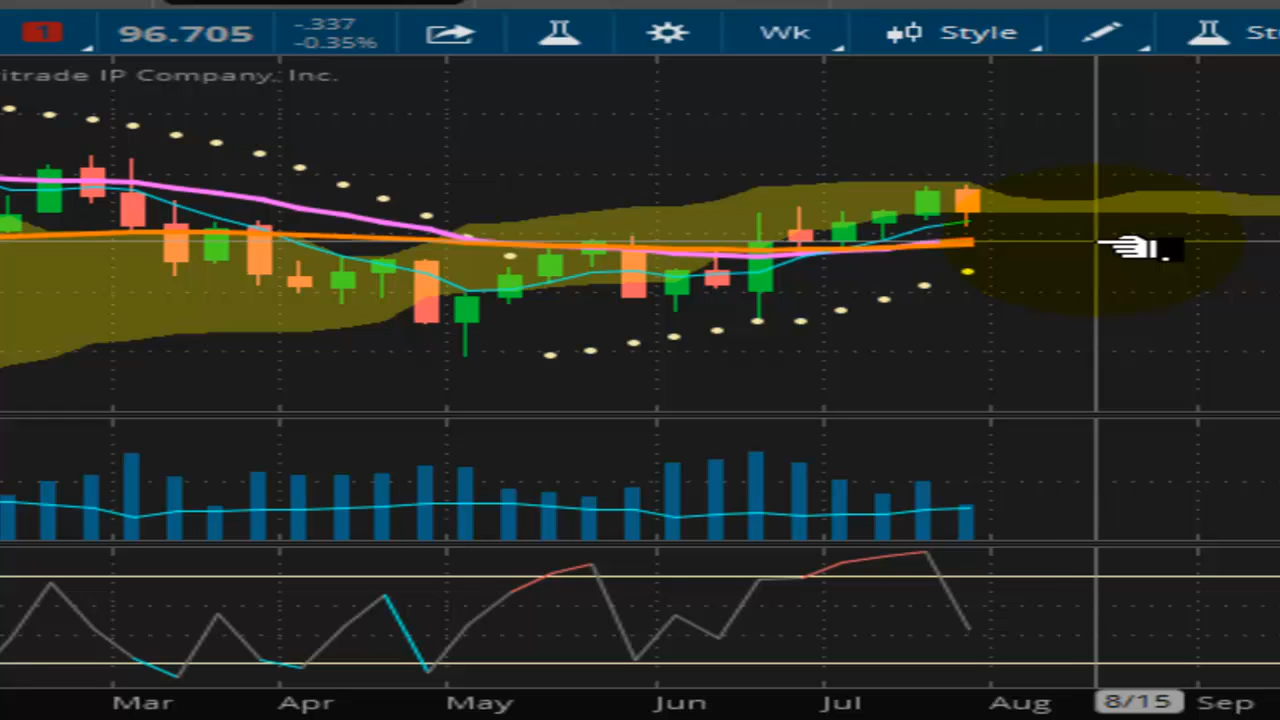 1 96.705 -.337 Wk Style St
-0.35%
itrade IP Company, Inc.
Mar Apr May Jun Jul Aug 8/15 Sep